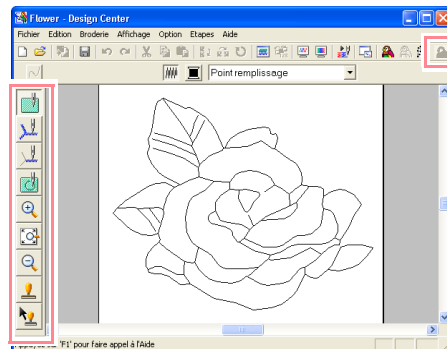 Flower - Design Center
Fichier Edition Broderie Affichage Option Etapes Aide
Point remplissage
'F1' pour faire appel à l'Aide